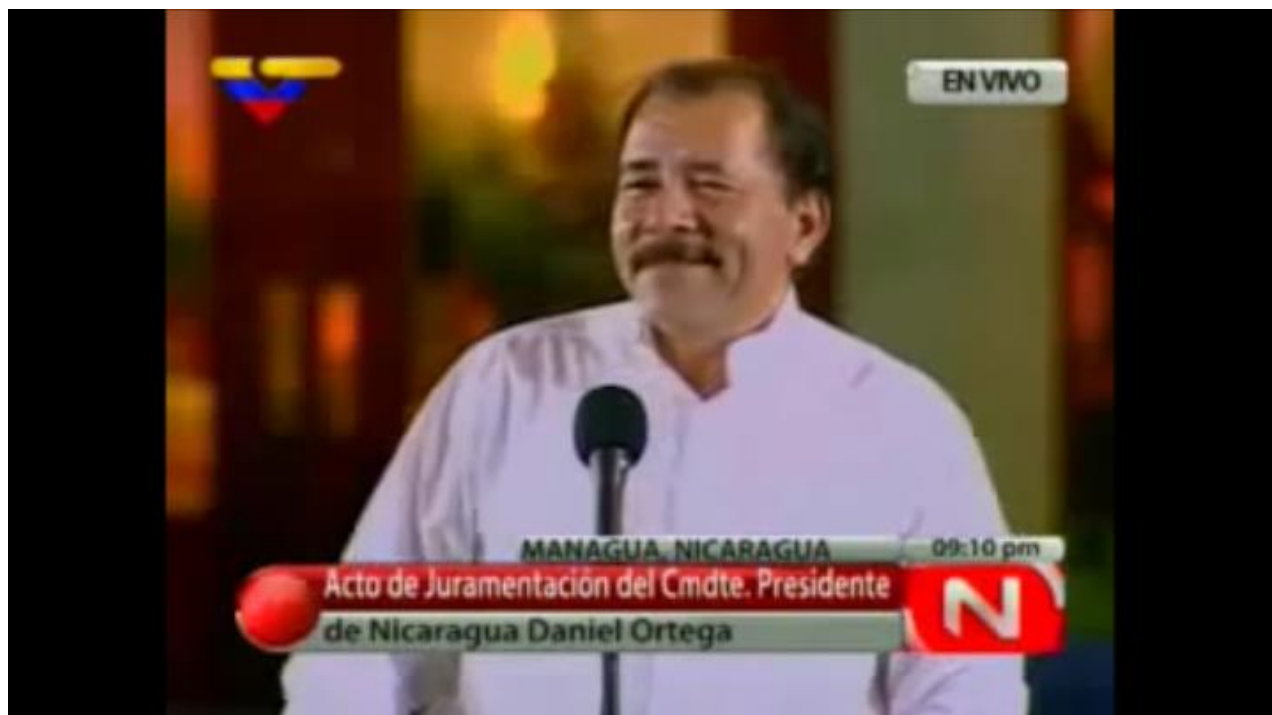 EN VIVO
MANAGUA, NICARAGUA
09:10 pm
Acto de Juramentación del Cmdte. Presidente
de Nicaragua Daniel Ortega
N